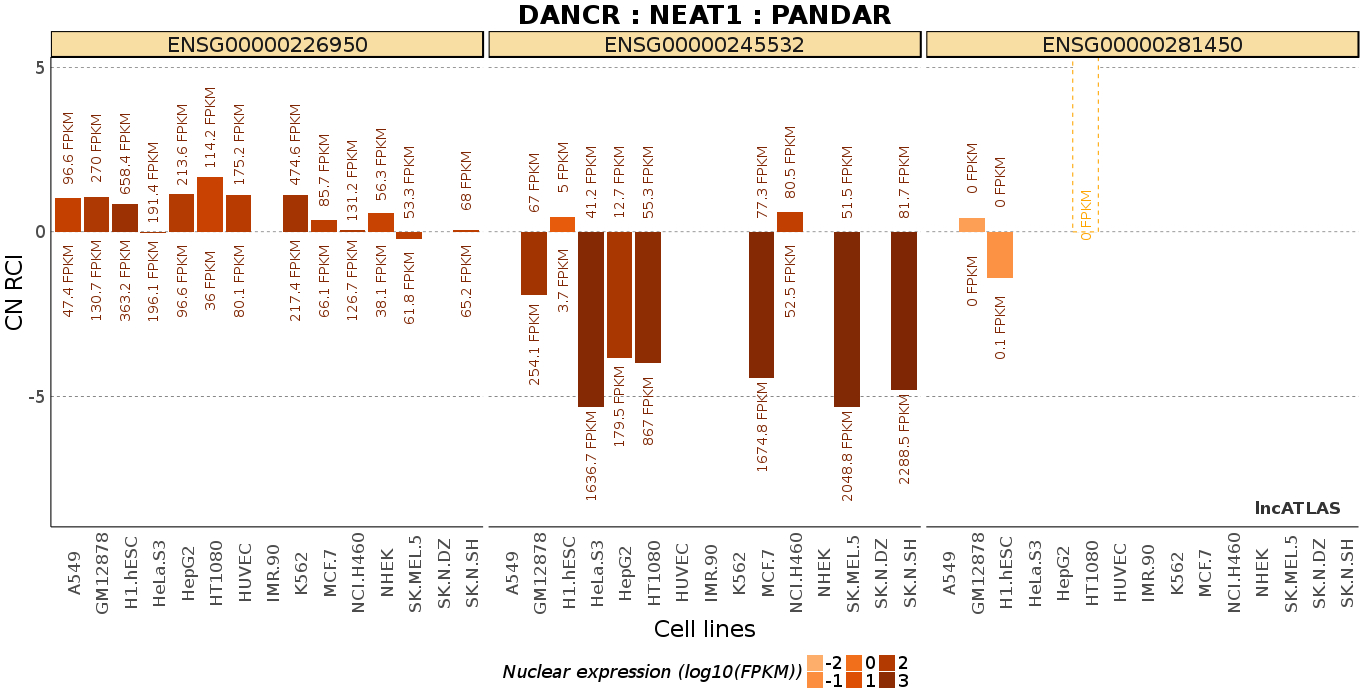 DANCR : NEAT1 : PANDAR
ENSG00000226950 ENSG00000245532 ENSG00000281450
5
0
-5
CN RCI
96.6 FPKM 270 FPKM 658.4 FPKM 191.4 FPKM 213.6 FPKM 114.2 FPKM 175.2 FPKM 474.6 FPKM 85.7 FPKM 131.2 FPKM 56.3 FPKM 53.3 FPKM 68 FPKM
47.4 FPKM 130.7 FPKM 363.2 FPKM 196.1 FPKM 96.6 FPKM 36 FPKM 80.1 FPKM 217.4 FPKM 66.1 FPKM 126.7 FPKM 38.1 FPKM 61.8 FPKM 65.2 FPKM
67 FPKM 5 FPKM 41.2 FPKM 12.7 FPKM 55.3 FPKM 77.3 FPKM 80.5 FPKM 51.5 FPKM 81.7 FPKM
254.1 FPKM 3.7 FPKM 1636.7 FPKM 179.5 FPKM 867 FPKM 1674.8 FPKM 52.5 FPKM 2048.8 FPKM 2288.5 FPKM
0 FPKM 0 FPKM 0 FPKM
0 FPKM 0.1 FPKM
lncATLAS
A549 GM12878 H1.hESC HeLa.S3 HepG2 HT1080 HUVEC IMR.90 K562 MCF.7 NCI.H460 NHEK SK.MEL.5 SK.N.DZ SK.N.SH
A549 GM12878 H1.hESC HeLa.S3 HepG2 HT1080 HUVEC IMR.90 K562 MCF.7 NCI.H460 NHEK SK.MEL.5 SK.N.DZ SK.N.SH
A549 GM12878 H1.hESC HeLa.S3 HepG2 HT1080 HUVEC IMR.90 K562 MCF.7 NCI.H460 NHEK SK.MEL.5 SK.N.DZ SK.N.SH
Cell lines
Nuclear expression (log10(FPKM))
-2 0 2
-1 1 3